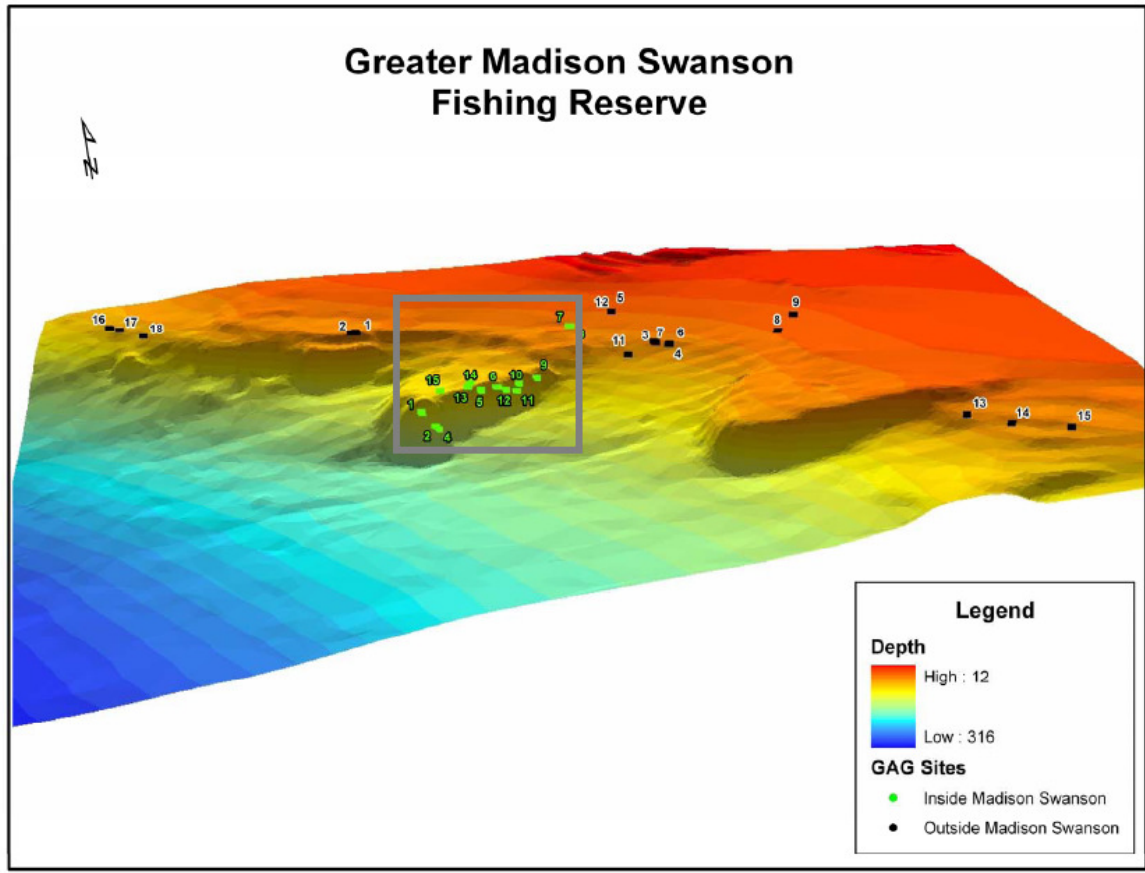 Greater Madison Swanson
Fishing Reserve
N
9
12 5
16 17 18
2 1
7
8
3 7 6
11
4
9
14 6 10
15
13 5 12 11
1
13
14
15
2 4
Legend
Depth
High : 12
Low : 316
GAG Sites
Inside Madison Swanson
Outside Madison Swanson